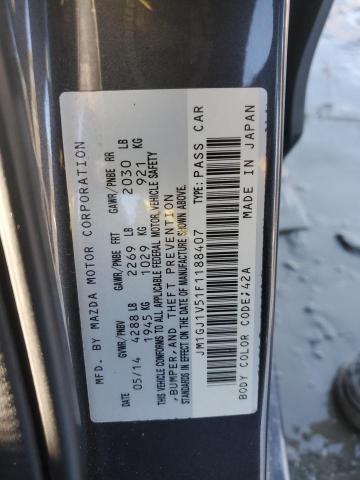 MFD. BY MAZDA MOTOR CORPORATION
DATE GVWR/PNBV GAWR/PNBE FRT GAWR/PNBE RR
05/14 4288 LB 2269 LB 2030 LB
1945 KG 1029 KG 921 KG
THIS VEHICLE CONFORMS TO ALL APPLICABLE FEDERAL MOTOR VEHICLE SAFETY
,BUMPER,AND THEFT PREVENTION
STANDARDS IN EFFECT ON THE DATE OF MANUFACTURE SHOWN ABOVE.
JM1GJ1V51F1188407 TYPE:PASS CAR
BODY COLOR CODE;42A MADE IN JAPAN